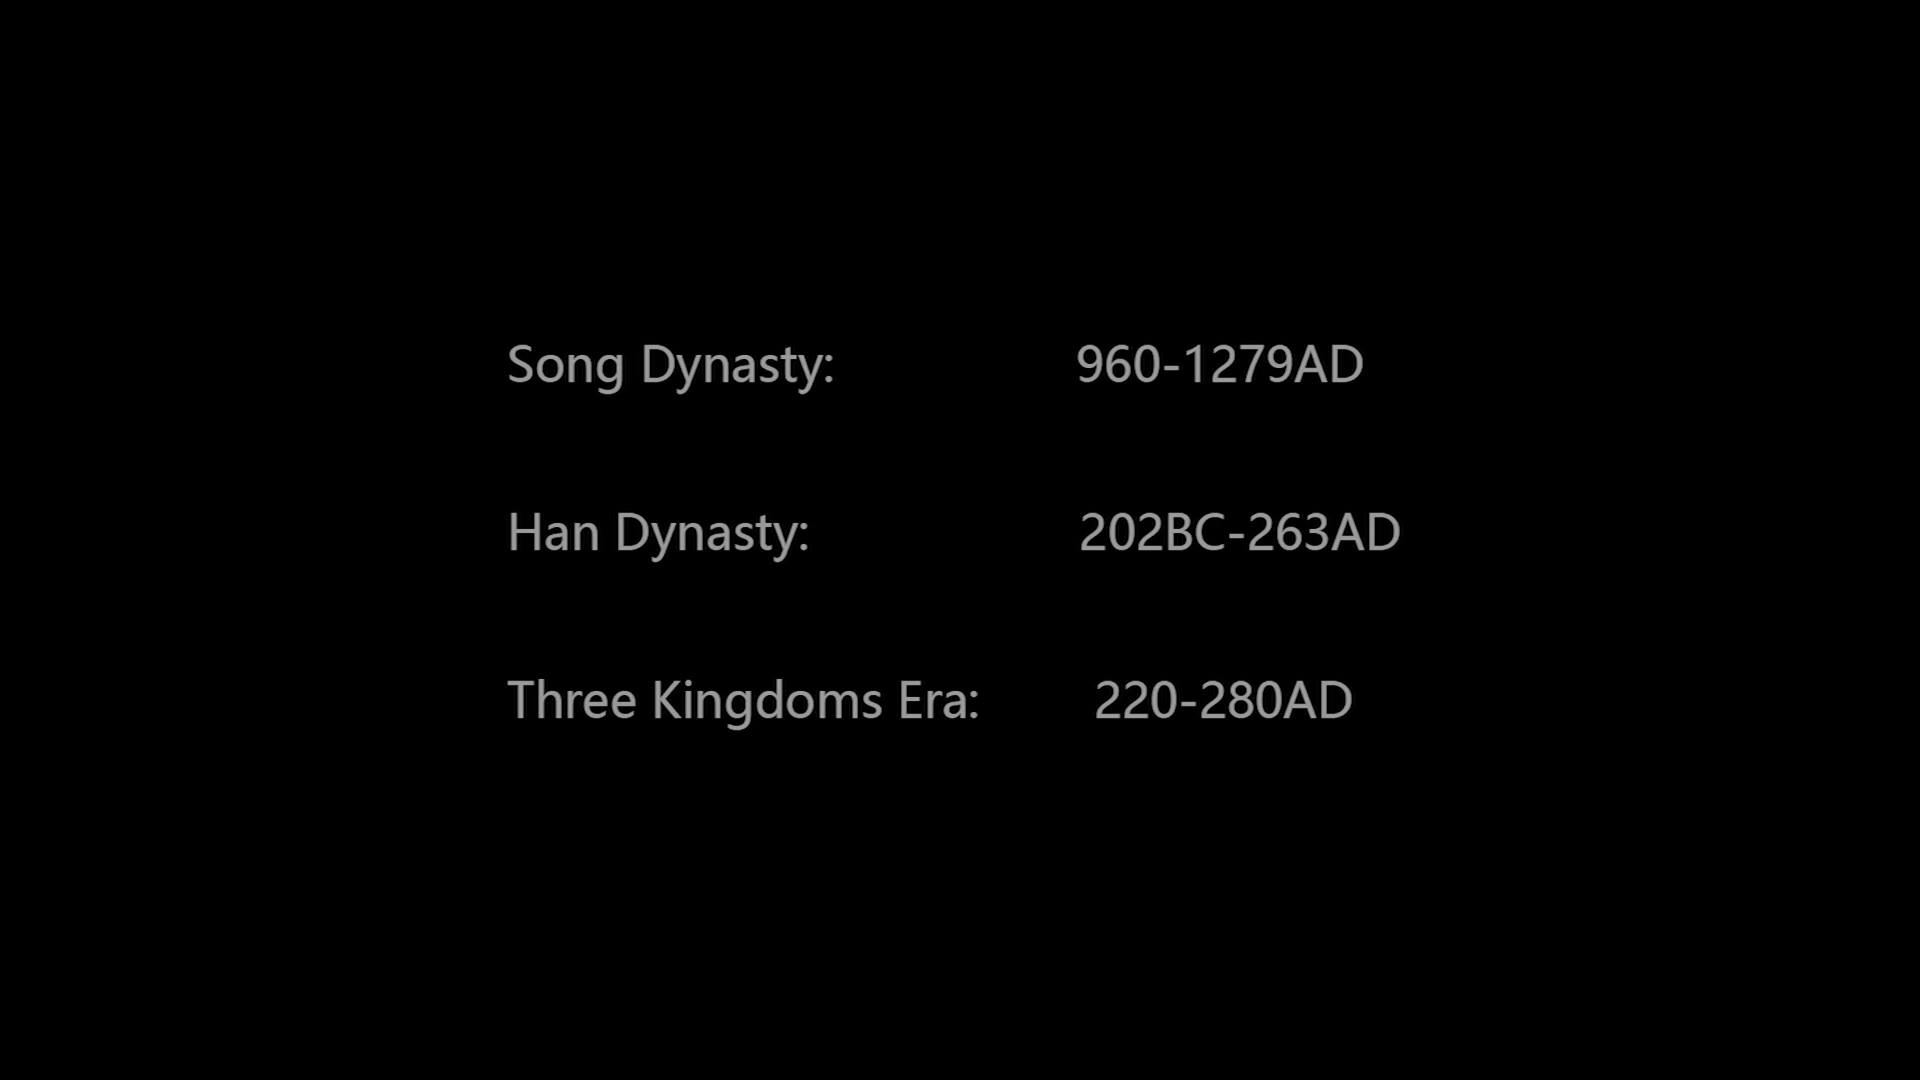 Song Dynasty: 960-1279AD
Han Dynasty: 202BC-263AD
Three Kingdoms Era: 220-280AD